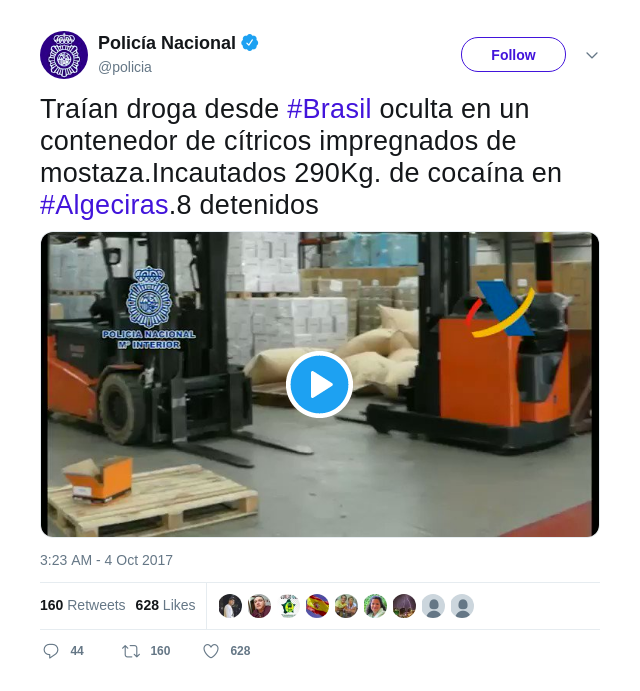 Policía Nacional
@policia
Follow
Traían droga desde #Brasil oculta en un
contenedor de cítricos impregnados de
mostaza.Incautados 290Kg. de cocaína en
#Algeciras.8 detenidos
POLICIA NACIONAL
Mº INTERIOR
3:23 AM - 4 Oct 2017
160 Retweets 628 Likes
44 160 628